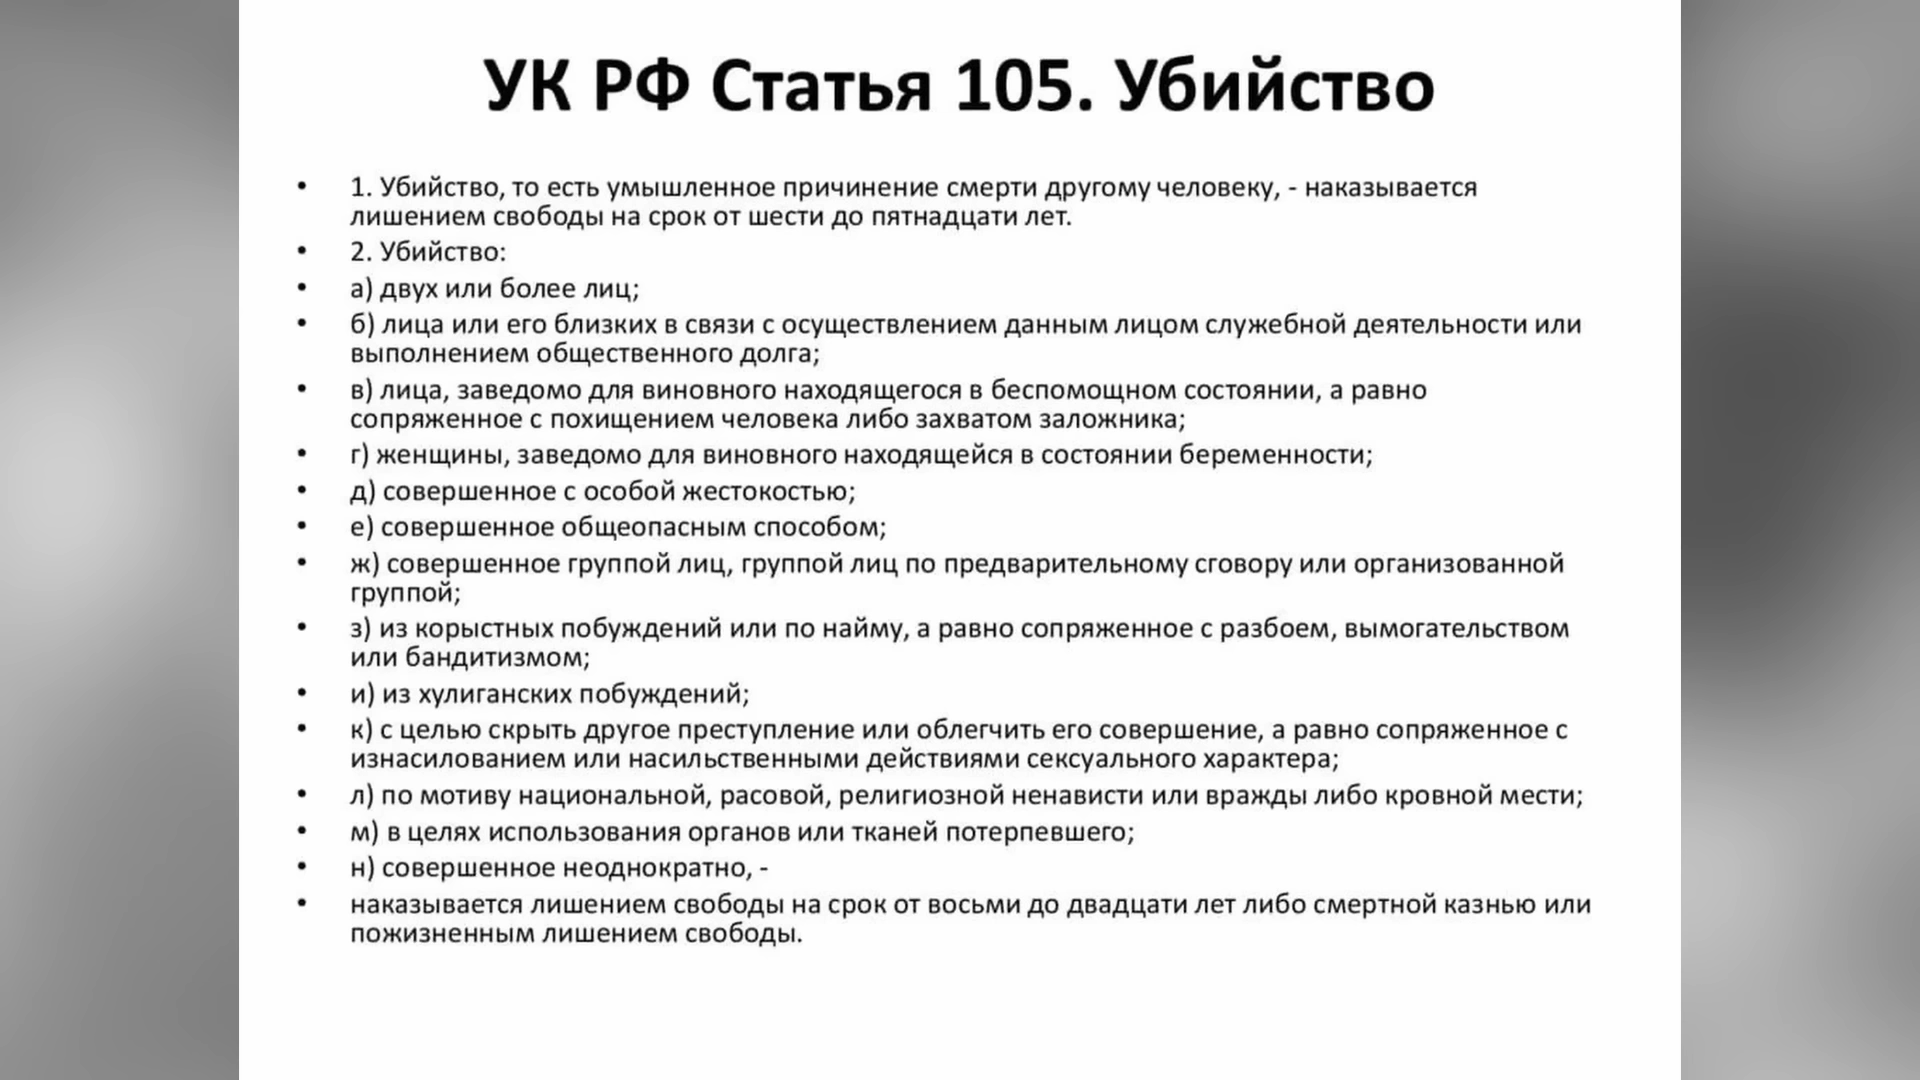 УК РФ Статья 105. Убийство
• 1. Убийство, то есть умышленное причинение смерти другому человеку, - наказывается
лишением свободы на срок от шести до пятнадцати лет.
• 2. Убийство:
• а) двух или более лиц;
• б) лица или его близких в связи с осуществлением данным лицом служебной деятельности или
выполнением общественного долга;
• в) лица, заведомо для виновного находящегося в беспомощном состоянии, а равно
сопряженное с похищением человека либо захватом заложника;
• г) женщины, заведомо для виновного находящейся в состоянии беременности;
• д) совершенное с особой жестокостью;
• е) совершенное общеопасным способом;
• ж) совершенное группой лиц, группой лиц по предварительному сговору или организованной
группой;
• з) из корыстных побуждений или по найму, а равно сопряженное с разбоем, вымогательством
или бандитизмом;
• и) из хулиганских побуждений;
• к) с целью скрыть другое преступление или облегчить его совершение, а равно сопряженное с
изнасилованием или насильственными действиями сексуального характера;
• л) по мотиву национальной, расовой, религиозной ненависти или вражды либо кровной мести;
• м) в целях использования органов или тканей потерпевшего;
• н) совершенное неоднократно, -
• наказывается лишением свободы на срок от восьми до двадцати лет либо смертной казнью или
пожизненным лишением свободы.